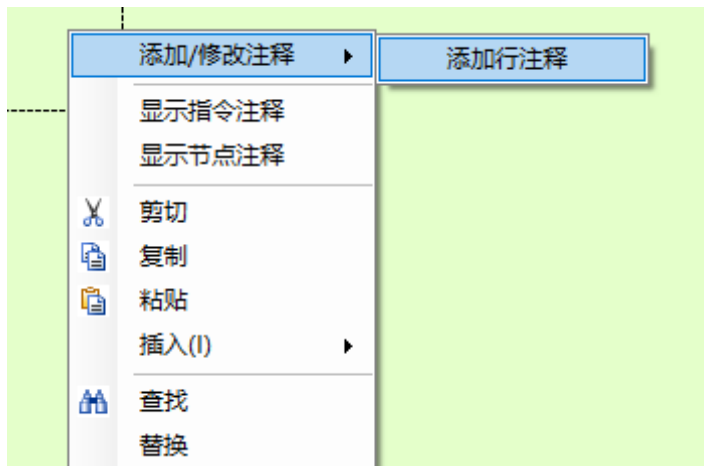 添加/修改注释
添加行注释
显示指令注释
显示节点注释
剪切
复制
粘贴
插入(I)
查找
替换